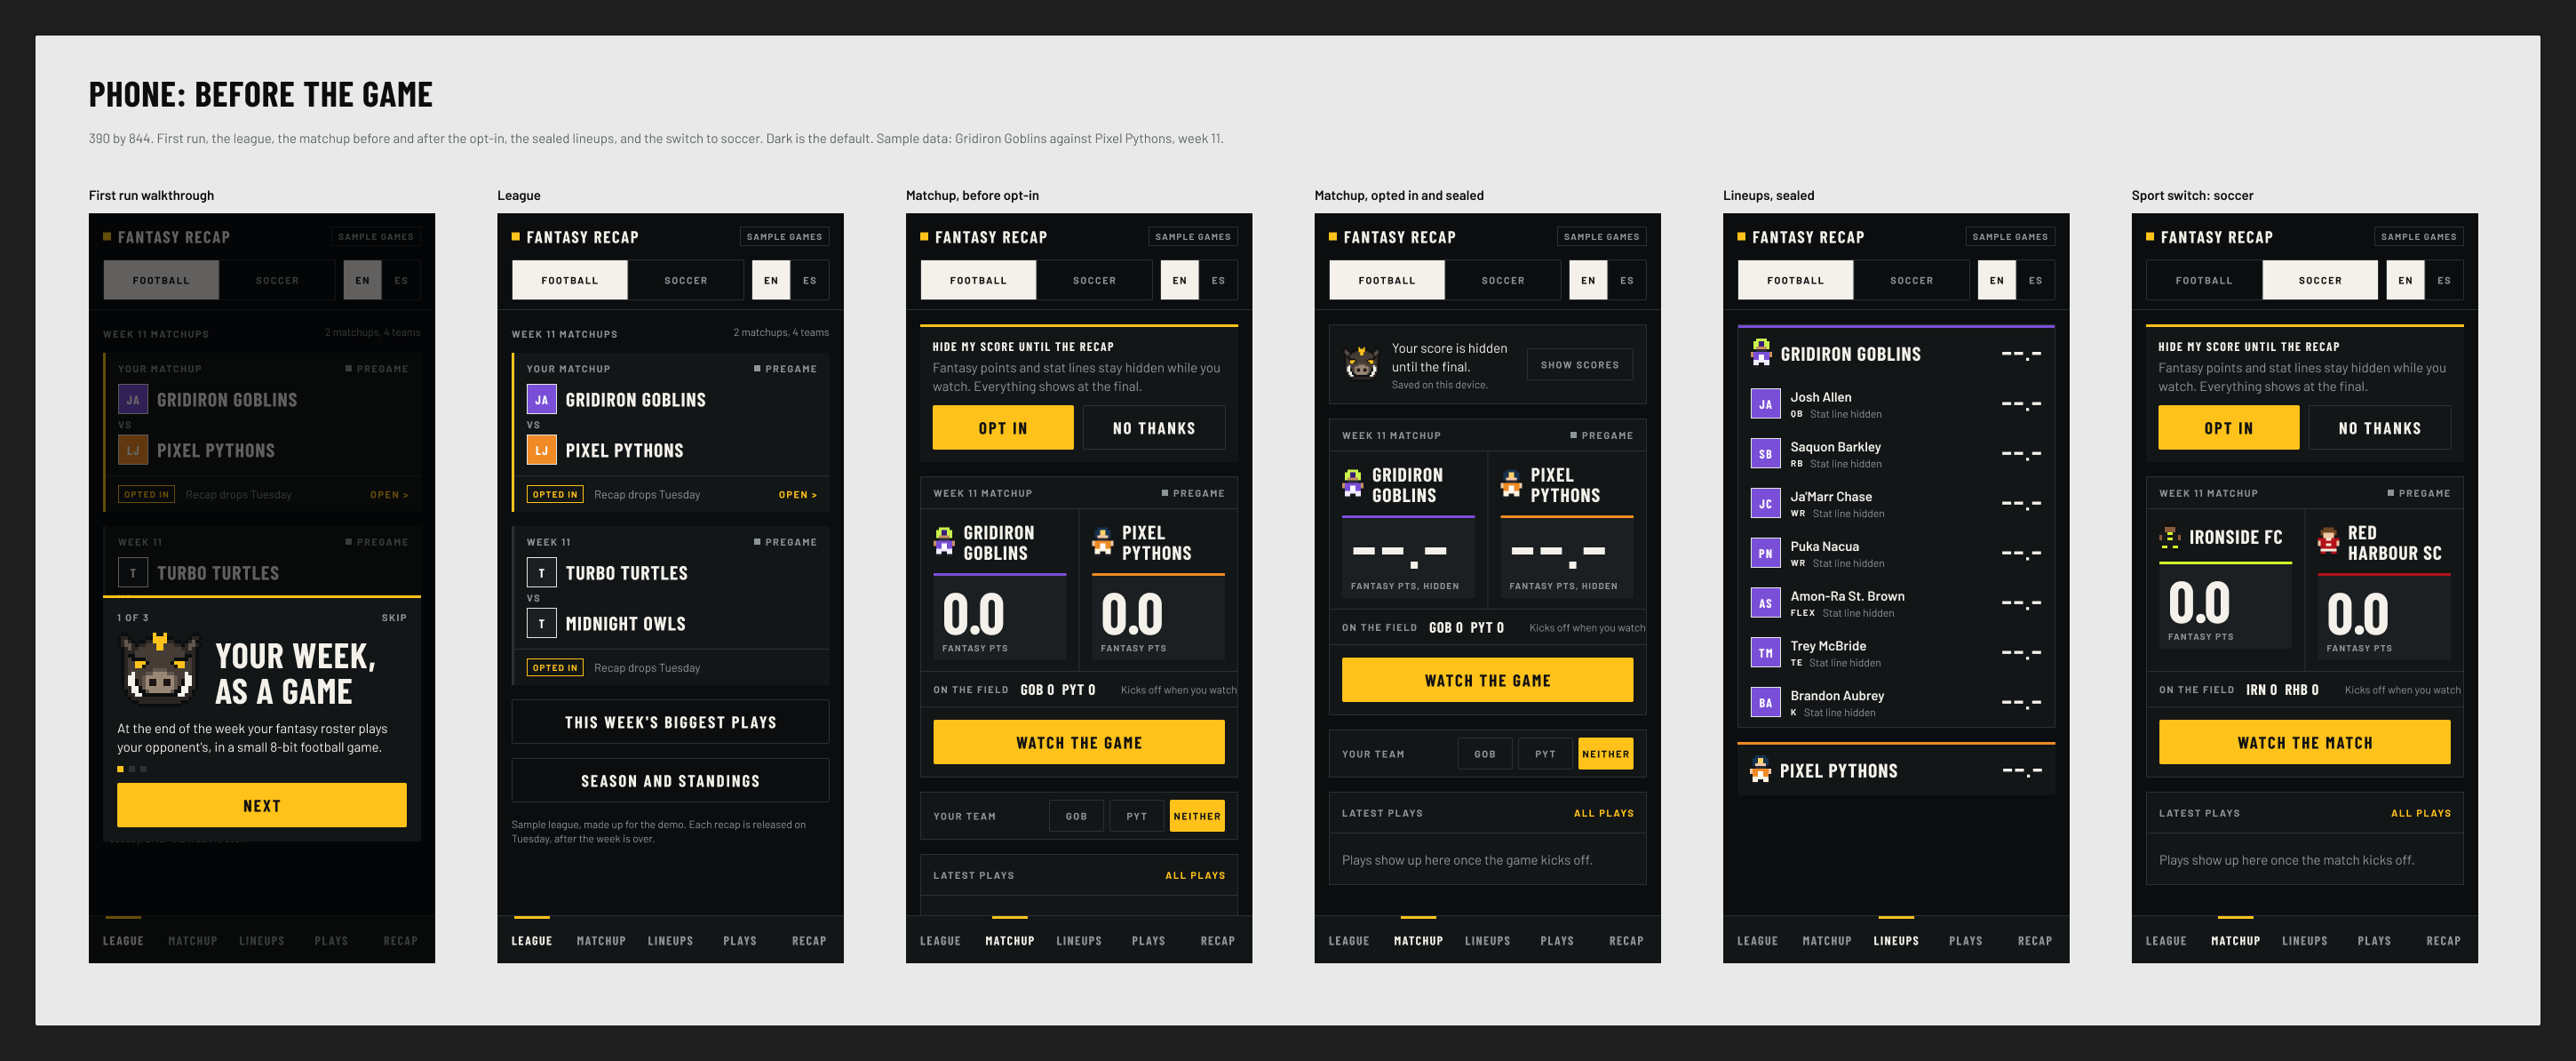 PHONE: BEFORE THE GAME
390 by 844. First run, the league, the matchup before and after the opt-in, the sealed lineups, and the switch to soccer. Dark is the default. Sample data: Gridiron Goblins against Pixel Pythons, week 11.
First run walkthrough
FANTASY RECAP
SAMPLE GAMES
FOOTBALL
SOCCER
EN
ES
WEEK 11 MATCHUPS
2 matchups, 4 teams
YOUR MATCHUP
PREGAME
JA
GRIDIRON GOBLINS
VS
LJ
PIXEL PYTHONS
OPTED IN
Recap drops Tuesday
OPEN >
WEEK 11
PREGAME
T
TURBO TURTLES
1 OF 3
SKIP
YOUR WEEK,
AS A GAME
At the end of the week your fantasy roster plays
your opponent's, in a small 8-bit football game.
NEXT
LEAGUE
MATCHUP
LINEUPS
PLAYS
RECAP
League
FANTASY RECAP
SAMPLE GAMES
FOOTBALL
SOCCER
EN
ES
WEEK 11 MATCHUPS
2 matchups, 4 teams
YOUR MATCHUP
PREGAME
JA
GRIDIRON GOBLINS
VS
LJ
PIXEL PYTHONS
OPTED IN
Recap drops Tuesday
OPEN >
WEEK 11
PREGAME
T
TURBO TURTLES
VS
T
MIDNIGHT OWLS
OPTED IN
Recap drops Tuesday
THIS WEEK'S BIGGEST PLAYS
SEASON AND STANDINGS
Sample league, made up for the demo. Each recap is released on
Tuesday, after the week is over.
LEAGUE
MATCHUP
LINEUPS
PLAYS
RECAP
Matchup, before opt-in
FANTASY RECAP
SAMPLE GAMES
FOOTBALL
SOCCER
EN
ES
HIDE MY SCORE UNTIL THE RECAP
Fantasy points and stat lines stay hidden while you
watch. Everything shows at the final.
OPT IN
NO THANKS
WEEK 11 MATCHUP
PREGAME
GRIDIRON
GOBLINS
PIXEL
PYTHONS
0.0
FANTASY PTS
0.0
FANTASY PTS
ON THE FIELD
GOB 0 PYT 0
Kicks off when you watch
WATCH THE GAME
YOUR TEAM
GOB
PYT
NEITHER
LATEST PLAYS
ALL PLAYS
LEAGUE
MATCHUP
LINEUPS
PLAYS
RECAP
Matchup, opted in and sealed
FANTASY RECAP
SAMPLE GAMES
FOOTBALL
SOCCER
EN
ES
Your score is hidden
until the final.
Saved on this device.
SHOW SCORES
WEEK 11 MATCHUP
PREGAME
GRIDIRON
GOBLINS
PIXEL
PYTHONS
--.-
FANTASY PTS, HIDDEN
--.-
FANTASY PTS, HIDDEN
ON THE FIELD
GOB 0 PYT 0
Kicks off when you watch
WATCH THE GAME
YOUR TEAM
GOB
PYT
NEITHER
LATEST PLAYS
ALL PLAYS
Plays show up here once the game kicks off.
LEAGUE
MATCHUP
LINEUPS
PLAYS
RECAP
Lineups, sealed
FANTASY RECAP
SAMPLE GAMES
FOOTBALL
SOCCER
EN
ES
GRIDIRON GOBLINS
--.-
JA
Josh Allen
QB Stat line hidden
--.-
SB
Saquon Barkley
RB Stat line hidden
--.-
JC
Ja'Marr Chase
WR Stat line hidden
--.-
PN
Puka Nacua
WR Stat line hidden
--.-
AS
Amon-Ra St. Brown
FLEX Stat line hidden
--.-
TM
Trey McBride
TE Stat line hidden
--.-
BA
Brandon Aubrey
K Stat line hidden
--.-
PIXEL PYTHONS
--.-
LEAGUE
MATCHUP
LINEUPS
PLAYS
RECAP
Sport switch: soccer
FANTASY RECAP
SAMPLE GAMES
FOOTBALL
SOCCER
EN
ES
HIDE MY SCORE UNTIL THE RECAP
Fantasy points and stat lines stay hidden while you
watch. Everything shows at the final.
OPT IN
NO THANKS
WEEK 11 MATCHUP
PREGAME
IRONSIDE FC
RED
HARBOUR SC
0.0
FANTASY PTS
0.0
FANTASY PTS
ON THE FIELD
IRN 0 RHB 0
Kicks off when you watch
WATCH THE MATCH
LATEST PLAYS
ALL PLAYS
Plays show up here once the match kicks off.
LEAGUE
MATCHUP
LINEUPS
PLAYS
RECAP